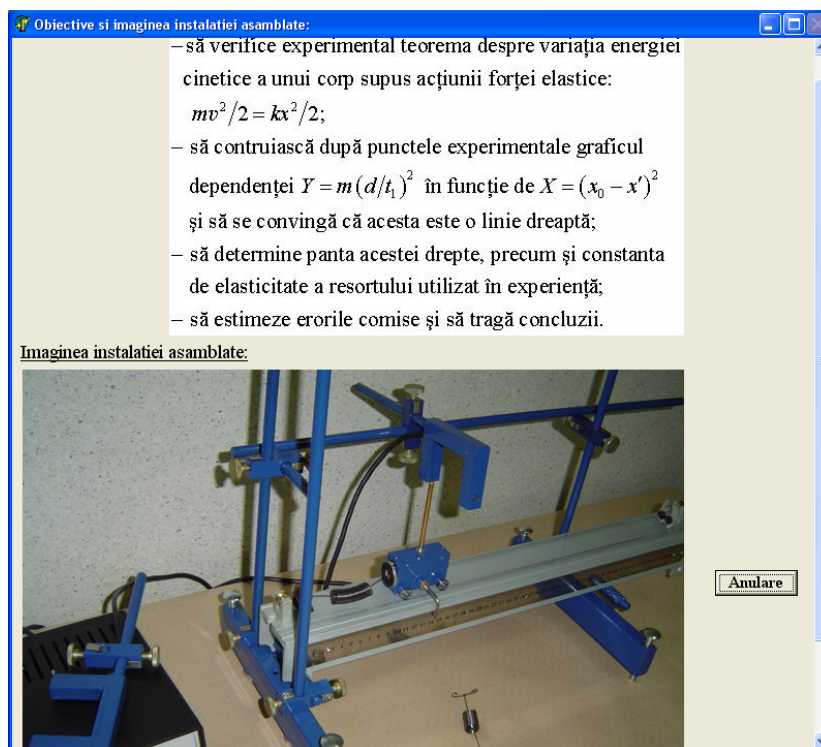 Obiective si imaginea instalatiei asamblate:
– să verifice experimental teorema despre variația energiei
cinetice a unui corp supus acțiunii forței elastice:
mv²/2 = kx²/2;
– să contruiască după punctele experimentale graficul
dependenței Y = m(d/t₁)² în funcție de X = (x₀ – x′)²
și să se convingă că acesta este o linie dreaptă;
– să determine panta acestei drepte, precum și constanta
de elasticitate a resortului utilizat în experiență;
– să estimeze erorile comise și să tragă concluzii.
Imaginea instalatiei asamblate:
Anulare